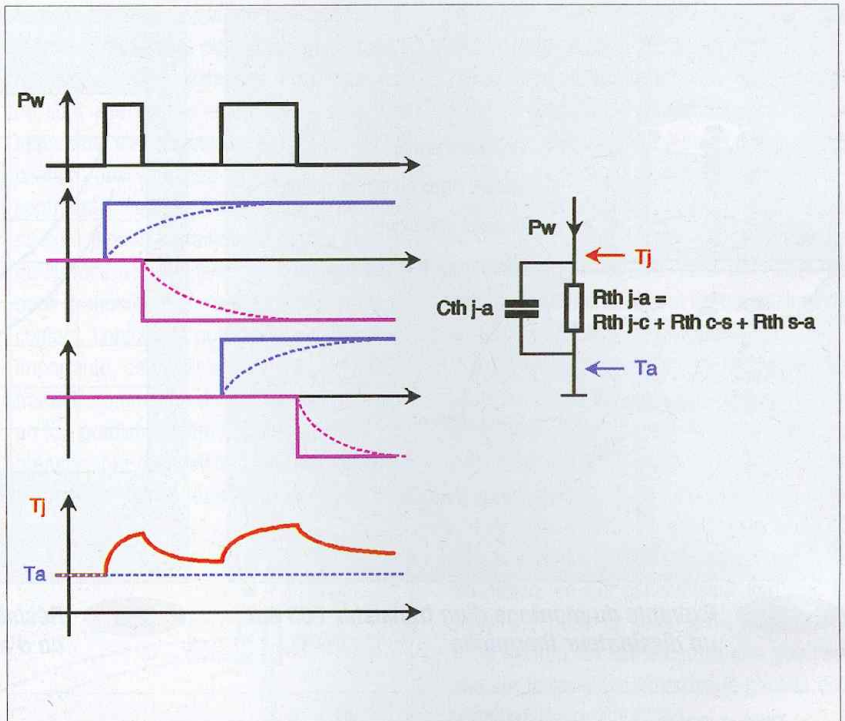 Pw
Pw
Tj
Cth j-a
Rth j-a =
Rth j-c + Rth c-s + Rth s-a
Ta
Tj
Ta